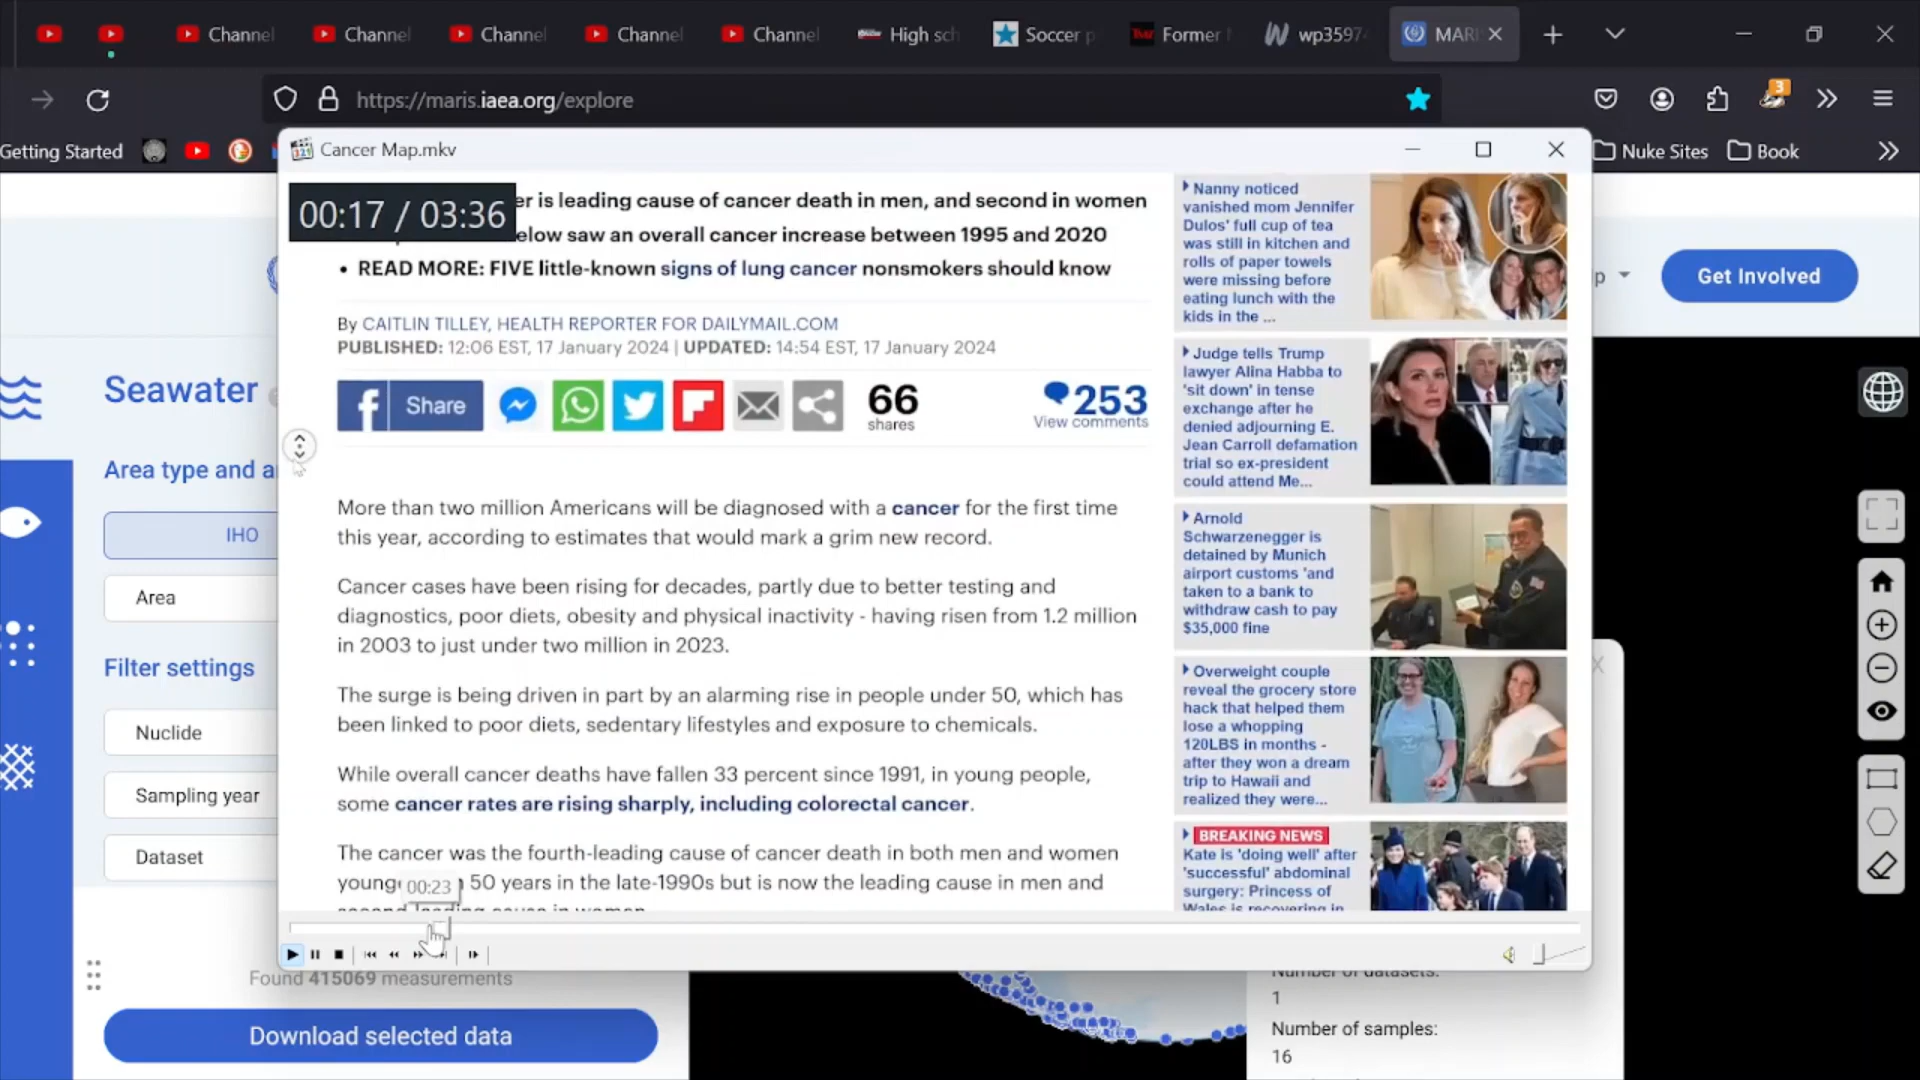 Channel
Channel
Channel
Channel
Channel
High sch
Soccer p
Former
wp3597
MARI
https://maris.iaea.org/explore
3
Getting Started
Nuke Sites
Book
Cancer Map.mkv
00:17 / 03:36
er is leading cause of cancer death in men, and second in women
elow saw an overall cancer increase between 1995 and 2020
• READ MORE: FIVE little-known signs of lung cancer nonsmokers should know
By CAITLIN TILLEY, HEALTH REPORTER FOR DAILYMAIL.COM
PUBLISHED: 12:06 EST, 17 January 2024 | UPDATED: 14:54 EST, 17 January 2024
Share
66
shares
253
View comments
More than two million Americans will be diagnosed with a cancer for the first time
this year, according to estimates that would mark a grim new record.
Cancer cases have been rising for decades, partly due to better testing and
diagnostics, poor diets, obesity and physical inactivity - having risen from 1.2 million
in 2003 to just under two million in 2023.
The surge is being driven in part by an alarming rise in people under 50, which has
been linked to poor diets, sedentary lifestyles and exposure to chemicals.
While overall cancer deaths have fallen 33 percent since 1991, in young people,
some cancer rates are rising sharply, including colorectal cancer.
The cancer was the fourth-leading cause of cancer death in both men and women
young 50 years in the late-1990s but is now the leading cause in men and
second-leading cause in women.
00:23
Nanny noticed
vanished mom Jennifer
Dulos' full cup of tea
was still in kitchen and
rolls of paper towels
were missing before
eating lunch with the
kids in the ...
Judge tells Trump
lawyer Alina Habba to
'sit down' in tense
exchange after he
denied adjourning E.
Jean Carroll defamation
trial so ex-president
could attend Me...
Arnold
Schwarzenegger is
detained by Munich
airport customs 'and
taken to a bank to
withdraw cash to pay
$35,000 fine
Overweight couple
reveal the grocery store
hack that helped them
lose a whopping
120LBS in months -
after they won a dream
trip to Hawaii and
realized they were...
BREAKING NEWS
Kate is 'doing well' after
'successful' abdominal
surgery: Princess of
Wales is recovering in
p
Get Involved
Seawater
Area type and a
IHO
Area
Filter settings
Nuclide
Sampling year
Dataset
Found 415069 measurements
Download selected data
Number of datasets:
1
Number of samples:
16